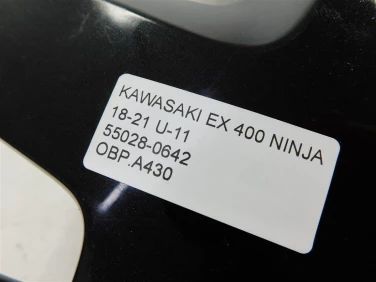 KAWASAKI EX 400 NINJA
18-21 U-11
55028-0642
OBP.A430